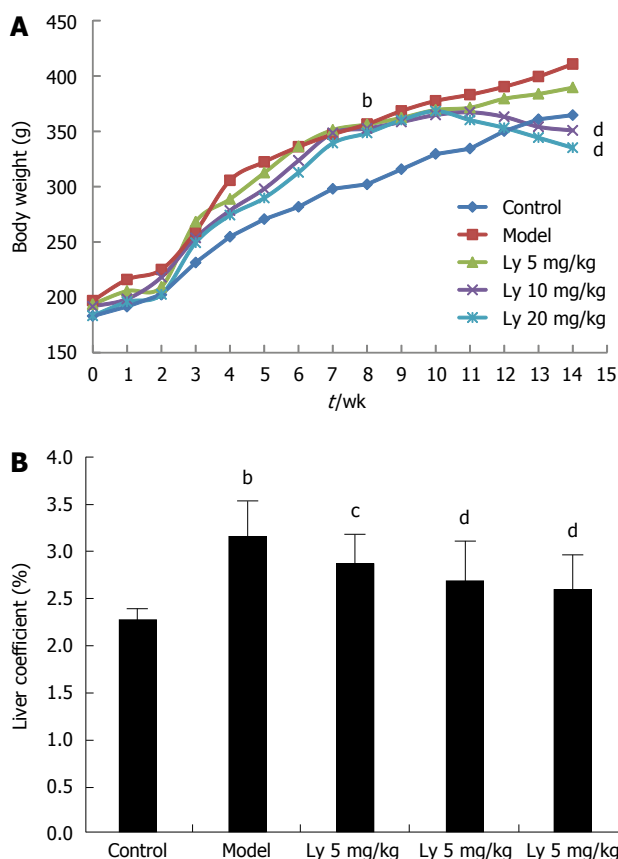 A
450
400
350
300
250
200
150
Body weight (g)
b
d
d
Control
Model
Ly 5 mg/kg
Ly 10 mg/kg
Ly 20 mg/kg
0 1 2 3 4 5 6 7 8 9 10 11 12 13 14 15
t/wk
B
4.0
3.5
3.0
2.5
2.0
1.5
1.0
0.5
0.0
Liver coefficient (%)
b
c
d
d
Control Model Ly 5 mg/kg Ly 5 mg/kg Ly 5 mg/kg